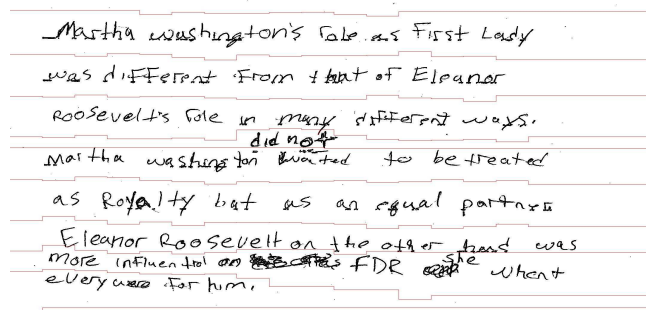 Martha washington's role as First Lady
was different from that of Eleanor
Roosevelt's role in many different ways.
did not
Martha washington wanted to be treated
as Royalty but as an equal partner
Eleanor Roosevelt on the other hand was
more influential on FDR she whent
everywere for him.